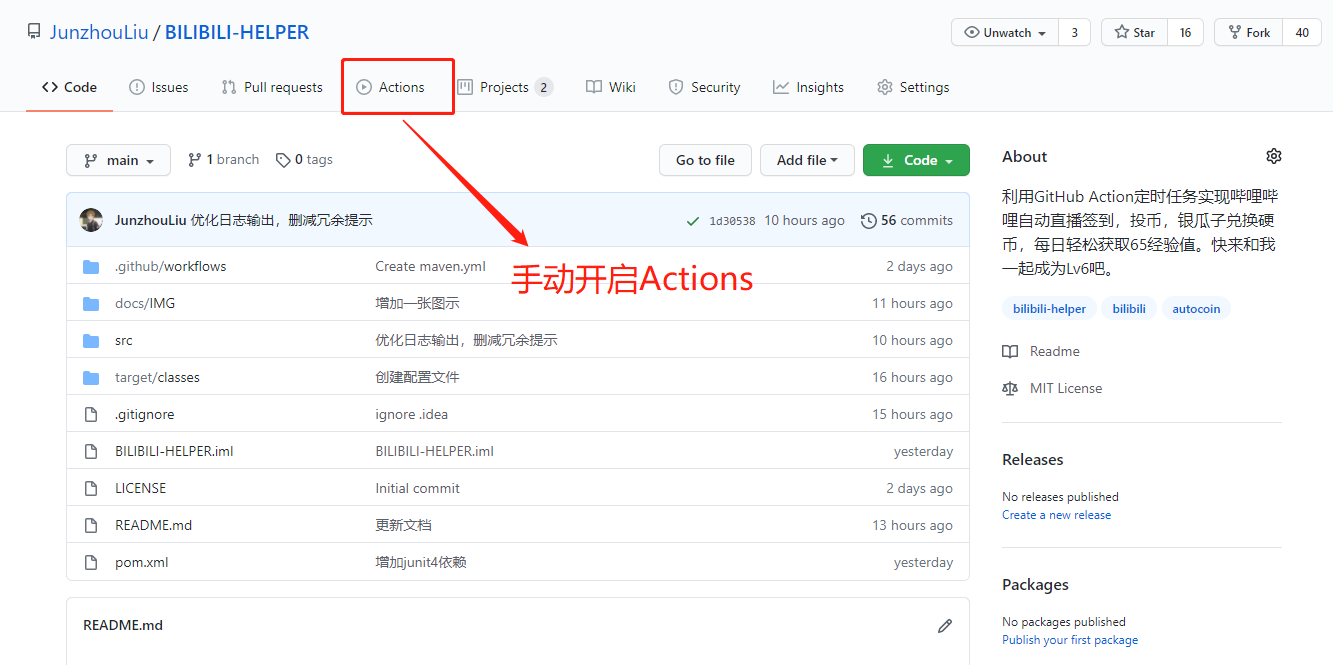 JunzhouLiu / BILIBILI-HELPER
Unwatch 3 Star 16 Fork 40
Code Issues Pull requests Actions Projects 2 Wiki Security Insights Settings
main 1 branch 0 tags Go to file Add file Code
JunzhouLiu 优化日志输出，删减冗余提示 1d30538 10 hours ago 56 commits
.github/workflows Create maven.yml 2 days ago
手动开启Actions
docs/IMG 增加一张图示 11 hours ago
src 优化日志输出，删减冗余提示 10 hours ago
target/classes 创建配置文件 16 hours ago
.gitignore ignore .idea 15 hours ago
BILIBILI-HELPER.iml BILIBILI-HELPER.iml yesterday
LICENSE Initial commit 2 days ago
README.md 更新文档 13 hours ago
pom.xml 增加junit4依赖 yesterday
README.md
About
利用GitHub Action定时任务实现哔哩哔
哩自动直播签到，投币，银瓜子兑换硬
币，每日轻松获取65经验值。快来和我
一起成为Lv6吧。
bilibili-helper bilibili autocoin
Readme
MIT License
Releases
No releases published
Create a new release
Packages
No packages published
Publish your first package